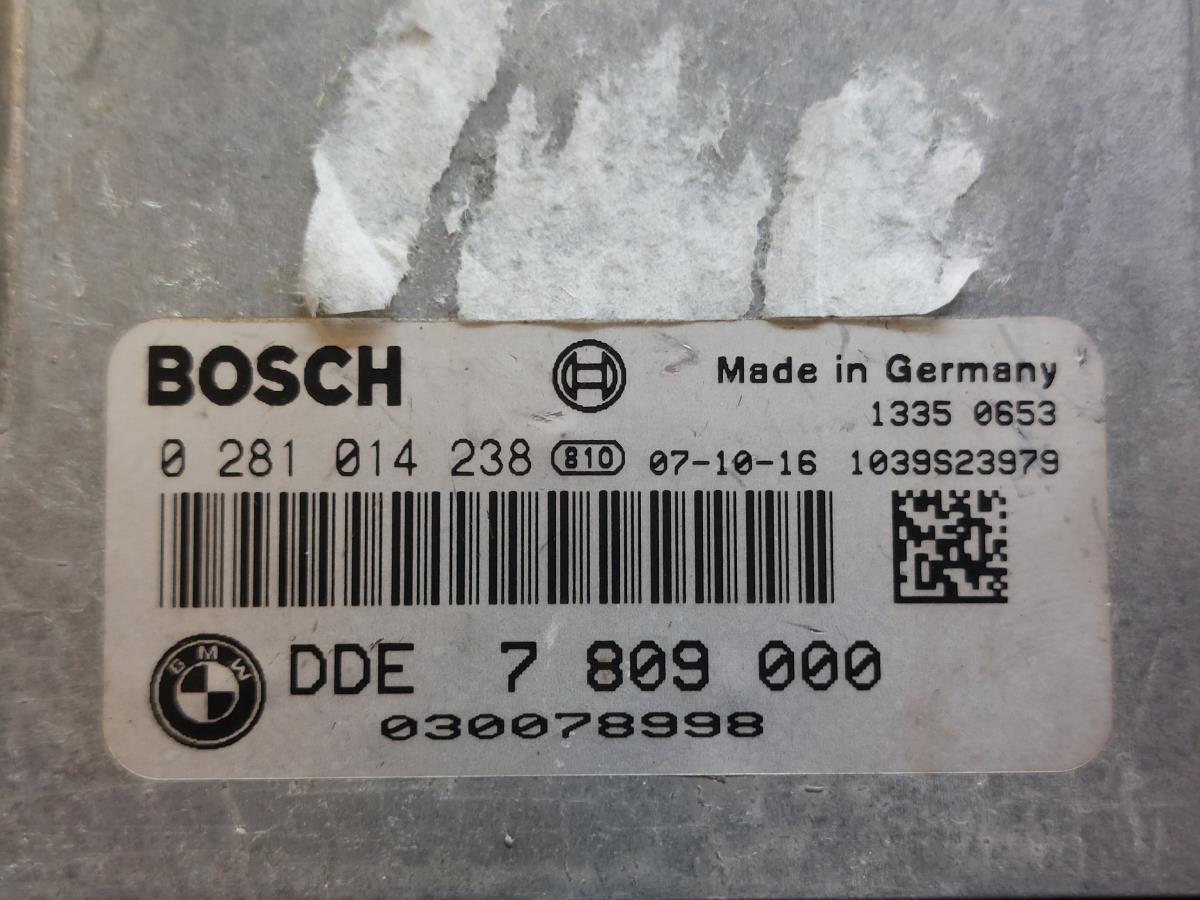 BOSCH Made in Germany
1335 0653
0 281 014 238 810 07-10-16 1039S23979
BMW DDE 7 809 000
030078998